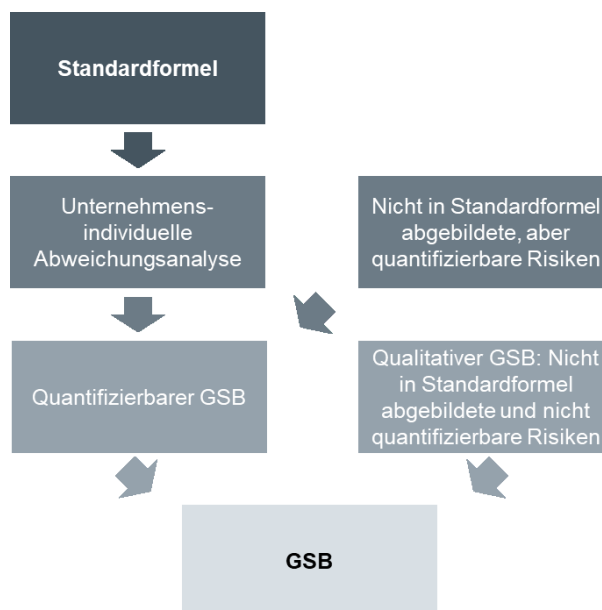 Standardformel
Unternehmens-
individuelle
Abweichungsanalyse
Nicht in Standardformel
abgebildete, aber
quantifizierbare Risiken
Quantifizierbarer GSB
Qualitativer GSB: Nicht
in Standardformel
abgebildete und nicht
quantifizierbare Risiken
GSB